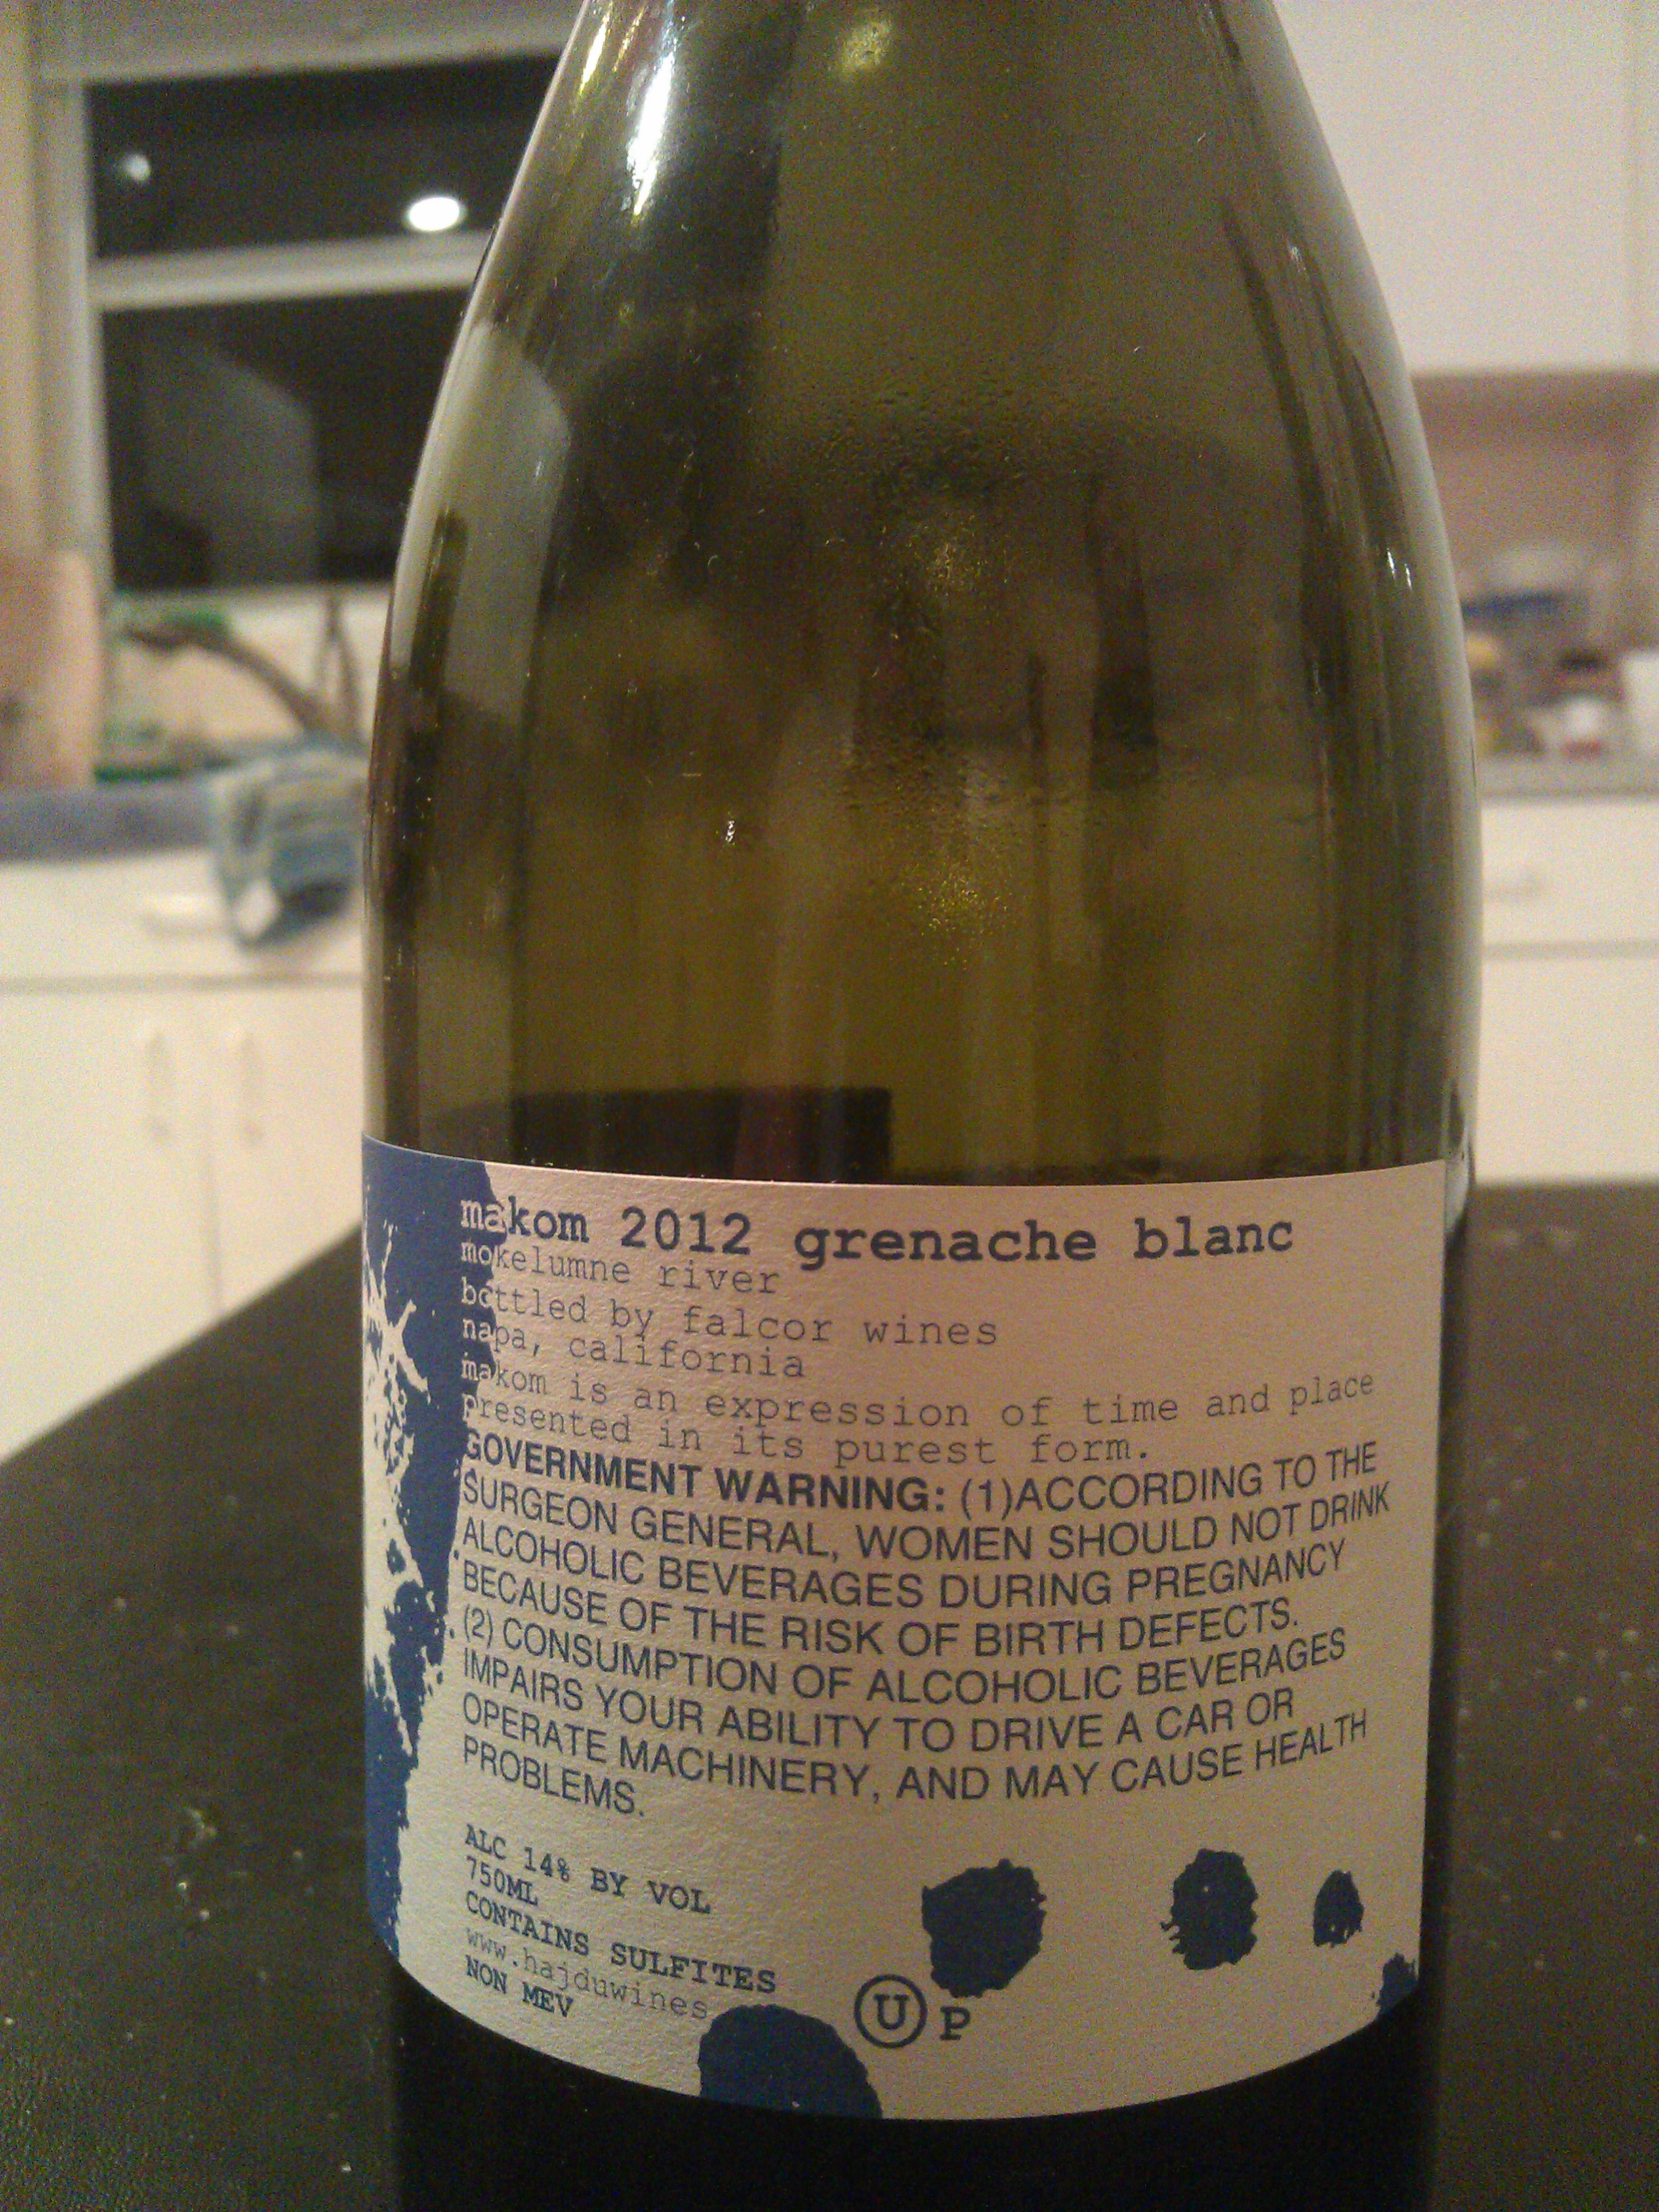 makom 2012 grenache blanc
mokelumne river
bottled by falcor wines
napa, california
makom is an expression of time and place
presented in its purest form.
GOVERNMENT WARNING: (1)ACCORDING TO THE
SURGEON GENERAL, WOMEN SHOULD NOT DRINK
ALCOHOLIC BEVERAGES DURING PREGNANCY
BECAUSE OF THE RISK OF BIRTH DEFECTS.
(2) CONSUMPTION OF ALCOHOLIC BEVERAGES
IMPAIRS YOUR ABILITY TO DRIVE A CAR OR
OPERATE MACHINERY, AND MAY CAUSE HEALTH
PROBLEMS.
ALC 14% BY VOL
750ML
CONTAINS SULFITES
www.hajduwines
NON MEV
U P